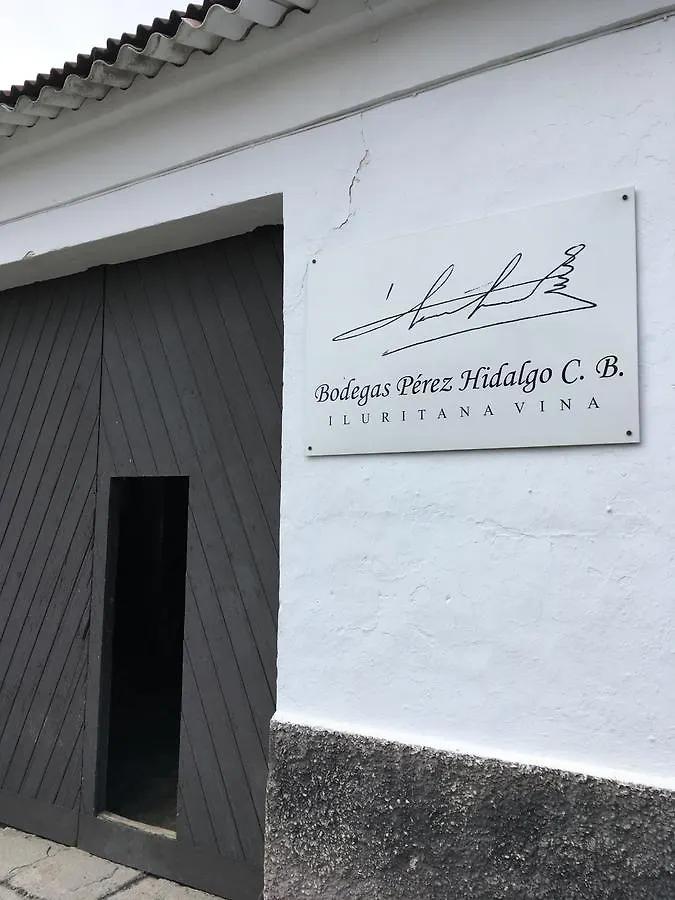 Bodegas Pérez Hidalgo C. B.
ILURITANA VINA